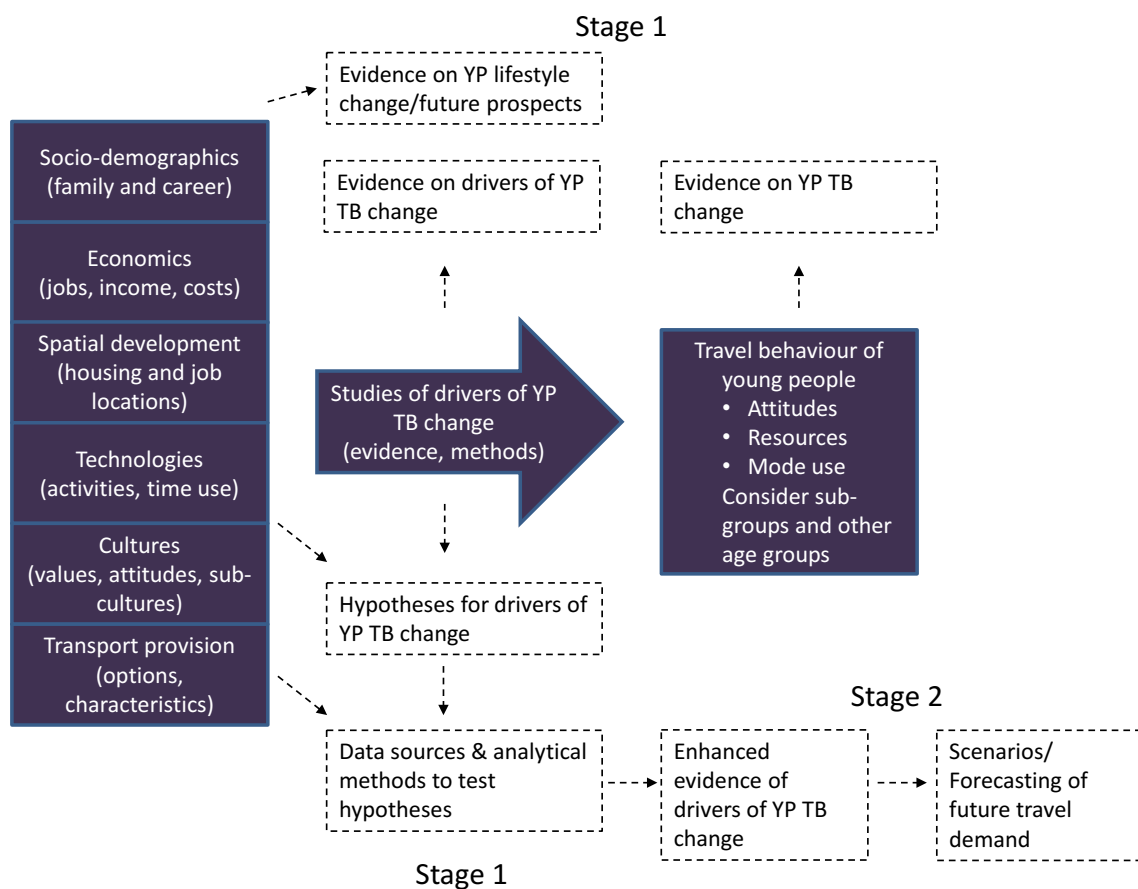 Stage 1
Evidence on YP lifestyle
change/future prospects
Socio-demographics
(family and career)
Evidence on drivers of YP
TB change
Evidence on YP TB
change
Economics
(jobs, income, costs)
Spatial development
(housing and job
locations)
Studies of drivers of YP
TB change
(evidence, methods)
Travel behaviour of
young people
• Attitudes
• Resources
• Mode use
Consider sub-
groups and other
age groups
Technologies
(activities, time use)
Cultures
(values, attitudes, sub-
cultures)
Hypotheses for drivers of
YP TB change
Transport provision
(options,
characteristics)
Stage 2
Data sources & analytical
methods to test
hypotheses
Enhanced
evidence of
drivers of YP TB
change
Scenarios/
Forecasting of
future travel
demand
Stage 1